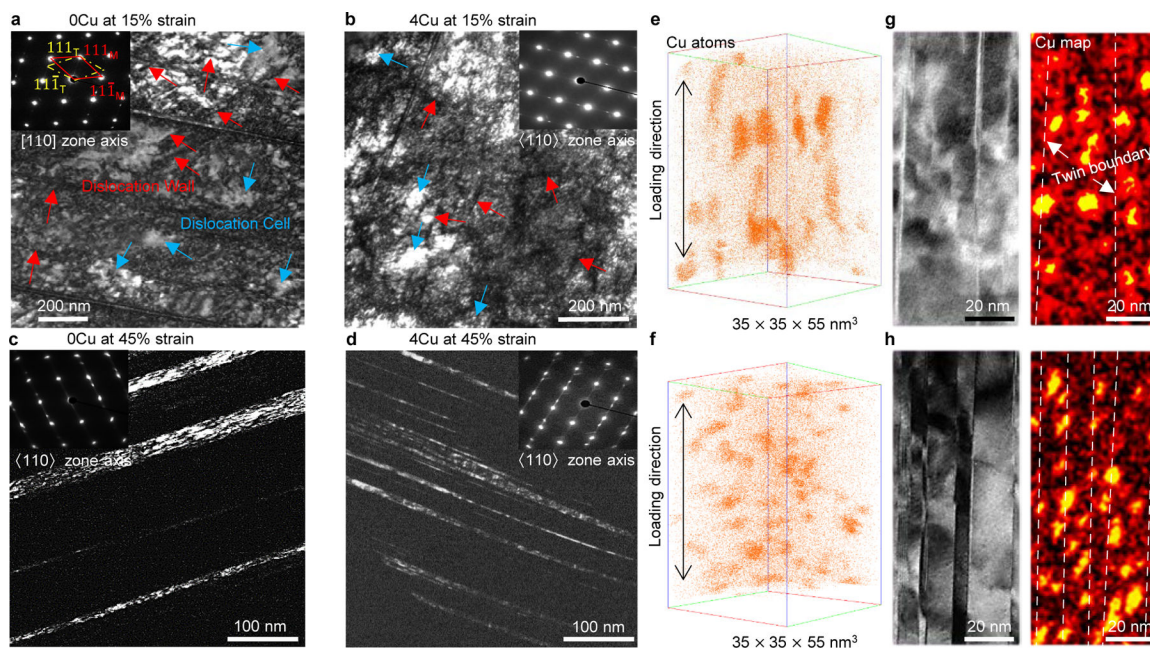 a
0Cu at 15% strain
111T 111M
111̄T 111̄M
[110] zone axis
Dislocation Wall
Dislocation Cell
200 nm
b
4Cu at 15% strain
⟨110⟩ zone axis
200 nm
c
0Cu at 45% strain
⟨110⟩ zone axis
100 nm
d
4Cu at 45% strain
⟨110⟩ zone axis
100 nm
e
Cu atoms
Loading direction
35 × 35 × 55 nm³
f
Loading direction
35 × 35 × 55 nm³
g
Cu map
Twin boundary
20 nm
20 nm
h
20 nm
20 nm